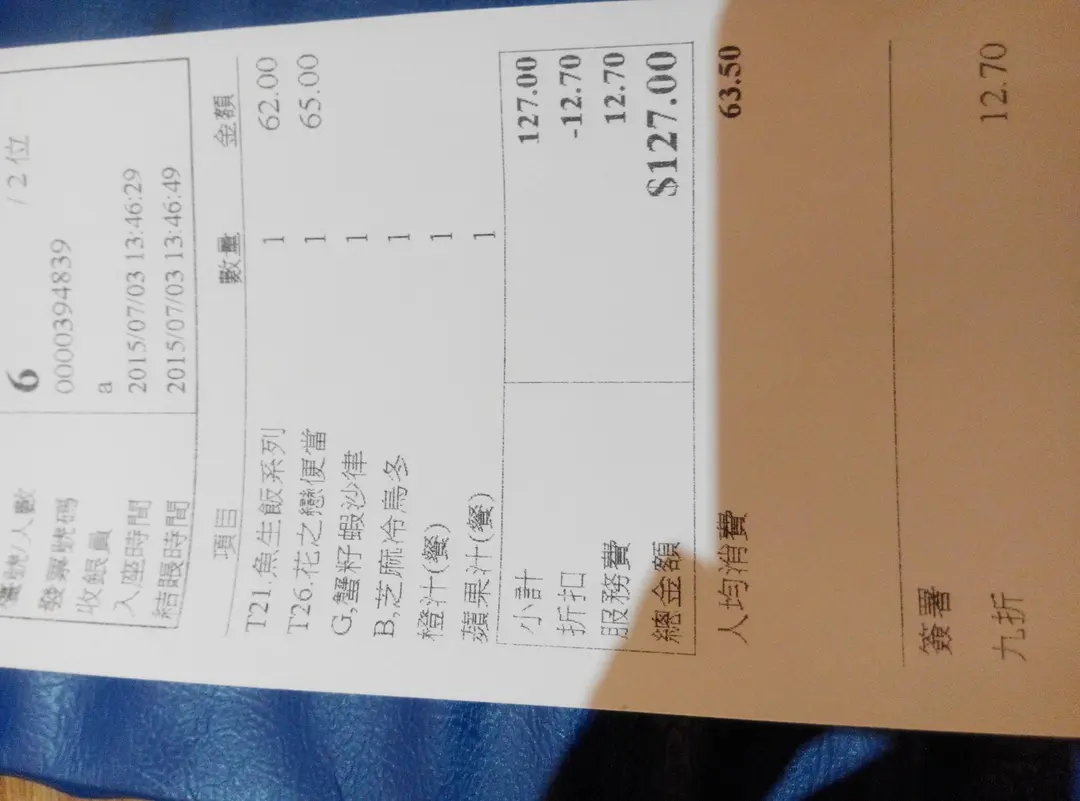 檯號/人數 6 / 2 位
發票號碼 0000394839
收銀員 a
入座時間 2015/07/03 13:46:29
結賬時間 2015/07/03 13:46:49
項目 數量 金額
T21.魚生飯系列 1 62.00
T26.花之戀便當 1 65.00
G,蟹籽蝦沙律 1
B,芝麻冷烏冬 1
橙汁(餐) 1
蘋果汁(餐) 1
小計 127.00
折扣 -12.70
服務費 12.70
總金額 $127.00
人均消費 63.50
簽署
九折 12.70